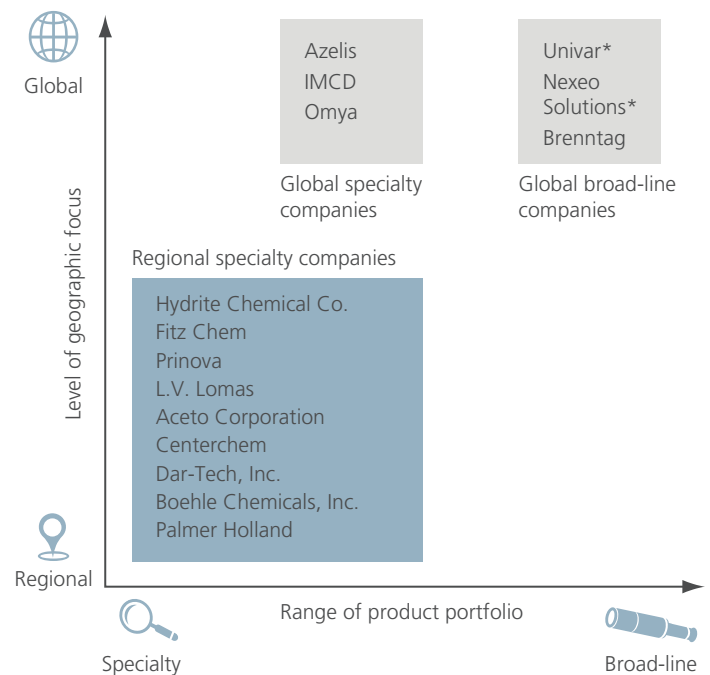 Global
Level of geographic focus
Regional
Azelis
IMCD
Omya
Global specialty
companies
Univar*
Nexeo
Solutions*
Brenntag
Global broad-line
companies
Regional specialty companies
Hydrite Chemical Co.
Fitz Chem
Prinova
L.V. Lomas
Aceto Corporation
Centerchem
Dar-Tech, Inc.
Boehle Chemicals, Inc.
Palmer Holland
Range of product portfolio
Specialty
Broad-line